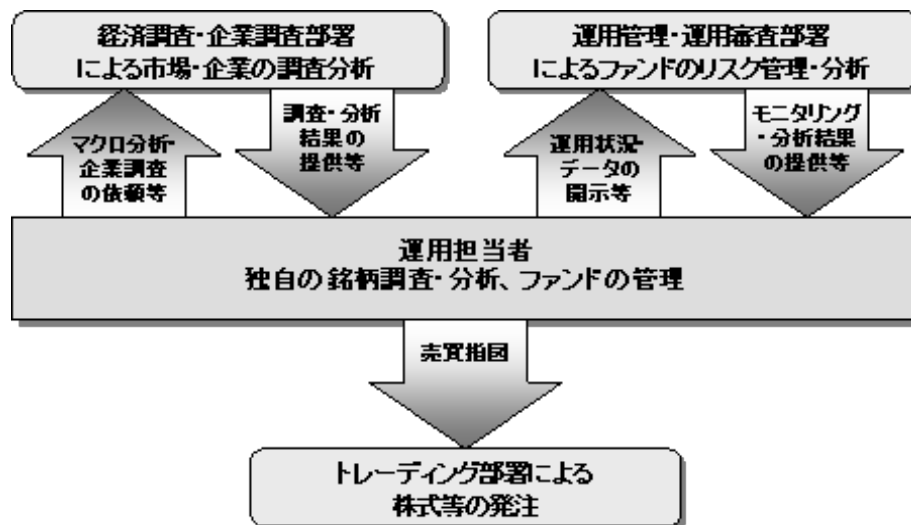 経済調査・企業調査部署
による市場・企業の調査分析
運用管理・運用審査部署
によるファンドのリスク管理・分析
マクロ分析・
企業調査
の依頼等
調査・分析
結果の
提供等
運用状況・
データの
開示等
モニタリング
・分析結果
の提供等
運用担当者
独自の銘柄調査・分析、ファンドの管理
売買指図
トレーディング部署による
株式等の発注